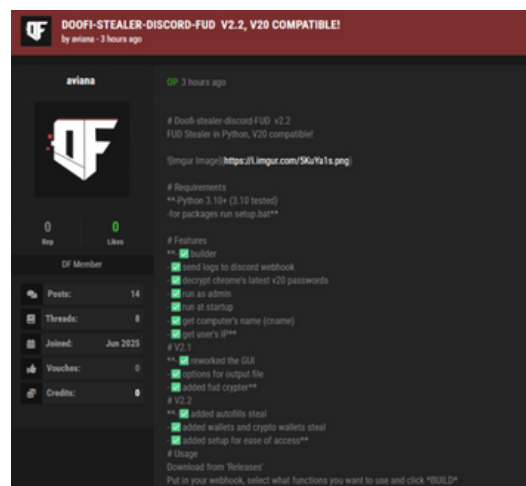 DOOFI-STEALER-DISCORD-FUD V2.2, V20 COMPATIBLE!
by aviana - 3 hours ago
aviana
OP 3 hours ago
# Doofi-stealer-discord-FUD v2.2
FUD Stealer in Python, V20 compatible!
![Imgur Image](https://i.imgur.com/5KuYa1s.png)
# Requirements
**-Python 3.10+ (3.10 tested)
-for packages run setup.bat**
# Features
**- ✅ builder
- ✅ send logs to discord webhook
- ✅ decrypt chrome's latest v20 passwords
- ✅ run as admin
- ✅ run at startup
- ✅ get computer's name (cname)
- ✅ get user's IP**
# V2.1
**- ✅ reworked the GUI
- ✅ options for output file
- ✅ added fud crypter**
# V2.2
**- ✅ added autofills steal
- ✅ added wallets and crypto wallets steal
- ✅ added setup for ease of access**
# Usage
Download from 'Releases'
Put in your webhook, select what functions you want to use and click *BUILD*
0 0
Rep Likes
DF Member
Posts: 14
Threads: 8
Joined: Jun 2025
Vouches: 0
Credits: 0